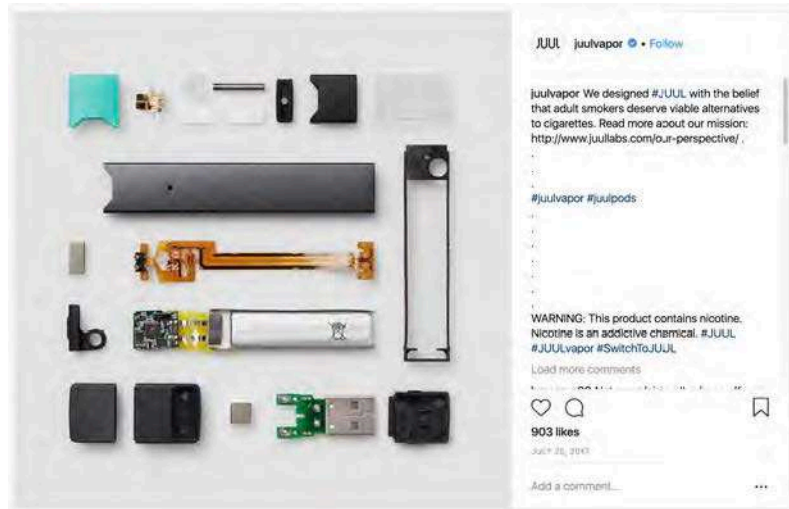 JUUL juulvapor • Follow
juulvapor We designed #JUUL with the belief
that adult smokers deserve viable alternatives
to cigarettes. Read more about our mission:
http://www.juullabs.com/our-perspective/ .
.
.
.
#juulvapor #juulpods
.
.
.
.
.
.
.
WARNING: This product contains nicotine.
Nicotine is an addictive chemical. #JUUL
#JUULvapor #SwitchToJUUL
Load more comments
903 likes
2017
Add a comment...